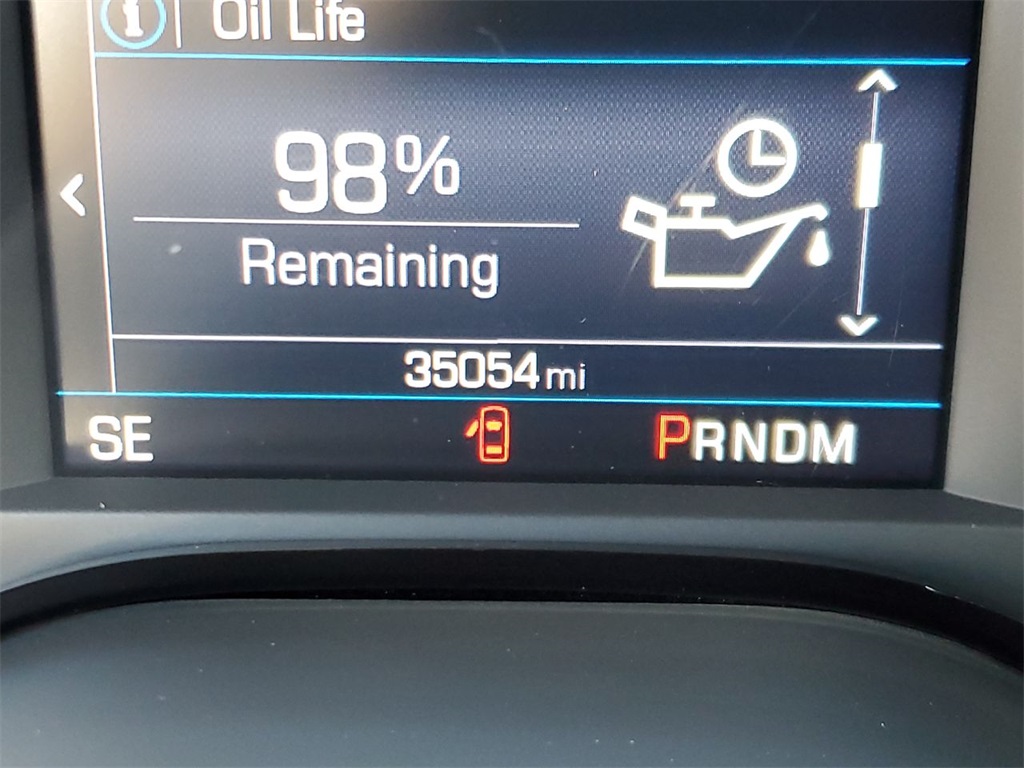 i Oil Life
98%
Remaining
35054 mi
SE PRNDM